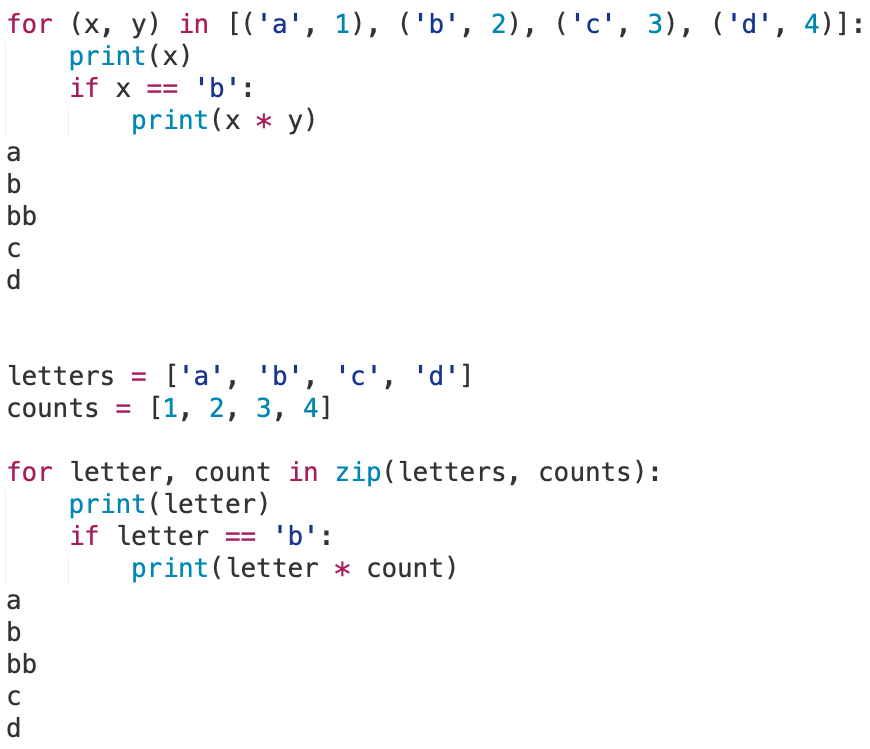 for (x, y) in [('a', 1), ('b', 2), ('c', 3), ('d', 4)]:
    print(x)
    if x == 'b':
        print(x * y)
a
b
bb
c
d
letters = ['a', 'b', 'c', 'd']
counts = [1, 2, 3, 4]
for letter, count in zip(letters, counts):
    print(letter)
    if letter == 'b':
        print(letter * count)
a
b
bb
c
d